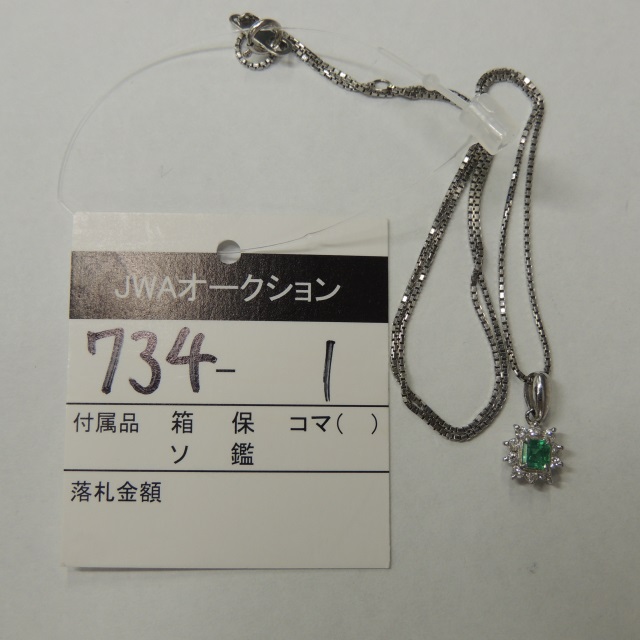 JWAオークション
734- 1
付属品 箱 保 コマ( )
ソ 鑑
落札金額